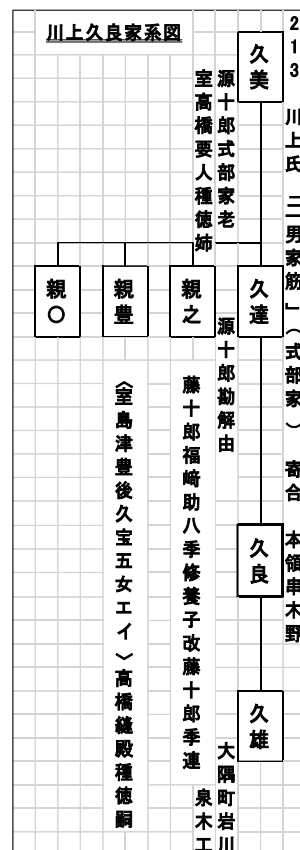 213　川上氏　二男家筋」（式部家）　寄合　本領串木野
川上久良家系図
久美
源十郎式部家老
室高橋要人種徳姉
久達
源十郎勘解由
久良
久雄
大隅町岩川
泉木工
親之
藤十郎福﨑助八季修養子改藤十郎季連
親豊
〈室島津豊後久宝五女エイ〉高橋縫殿種徳嗣
親〇